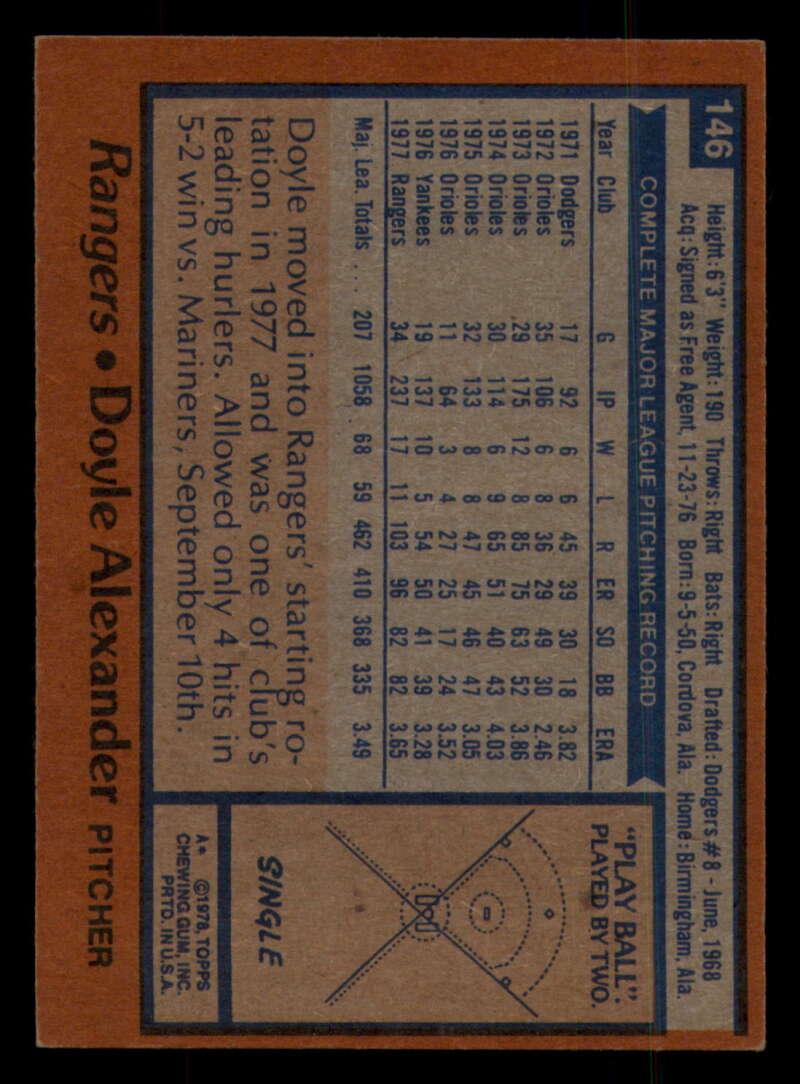 146
Height: 6'3" Weight: 190 Throws: Right Bats: Right Drafted: Dodgers #8 - June, 1968
Acq: Signed as Free Agent, 11-23-76 Born: 9-5-50, Cordova, Ala. Home: Birmingham, Ala.
COMPLETE MAJOR LEAGUE PITCHING RECORD
Year Club G IP W L R ER SO BB ERA
1971 Dodgers 17 92 6 6 45 39 30 18 3.82
1972 Orioles 35 106 6 8 36 29 49 30 2.46
1973 Orioles 29 175 12 8 85 75 63 52 3.86
1974 Orioles 30 114 6 9 65 51 40 43 4.03
1975 Orioles 32 133 8 8 47 45 46 47 3.05
1976 Orioles 11 64 3 4 27 25 17 24 3.52
1976 Yankees 19 137 10 5 54 50 41 39 3.28
1977 Rangers 34 237 17 11 103 96 82 82 3.65
Maj. Lea. Totals ... 207 1058 68 59 462 410 368 335 3.49
Doyle moved into Rangers' starting ro-
tation in 1977 and was one of club's
leading hurlers. Allowed only 4 hits in
5-2 win vs. Mariners, September 10th.
"PLAY BALL":
PLAYED BY TWO.
SINGLE
A* ©1978, TOPPS
CHEWING GUM, INC.
PRTD. IN U.S.A.
Rangers • Doyle Alexander PITCHER